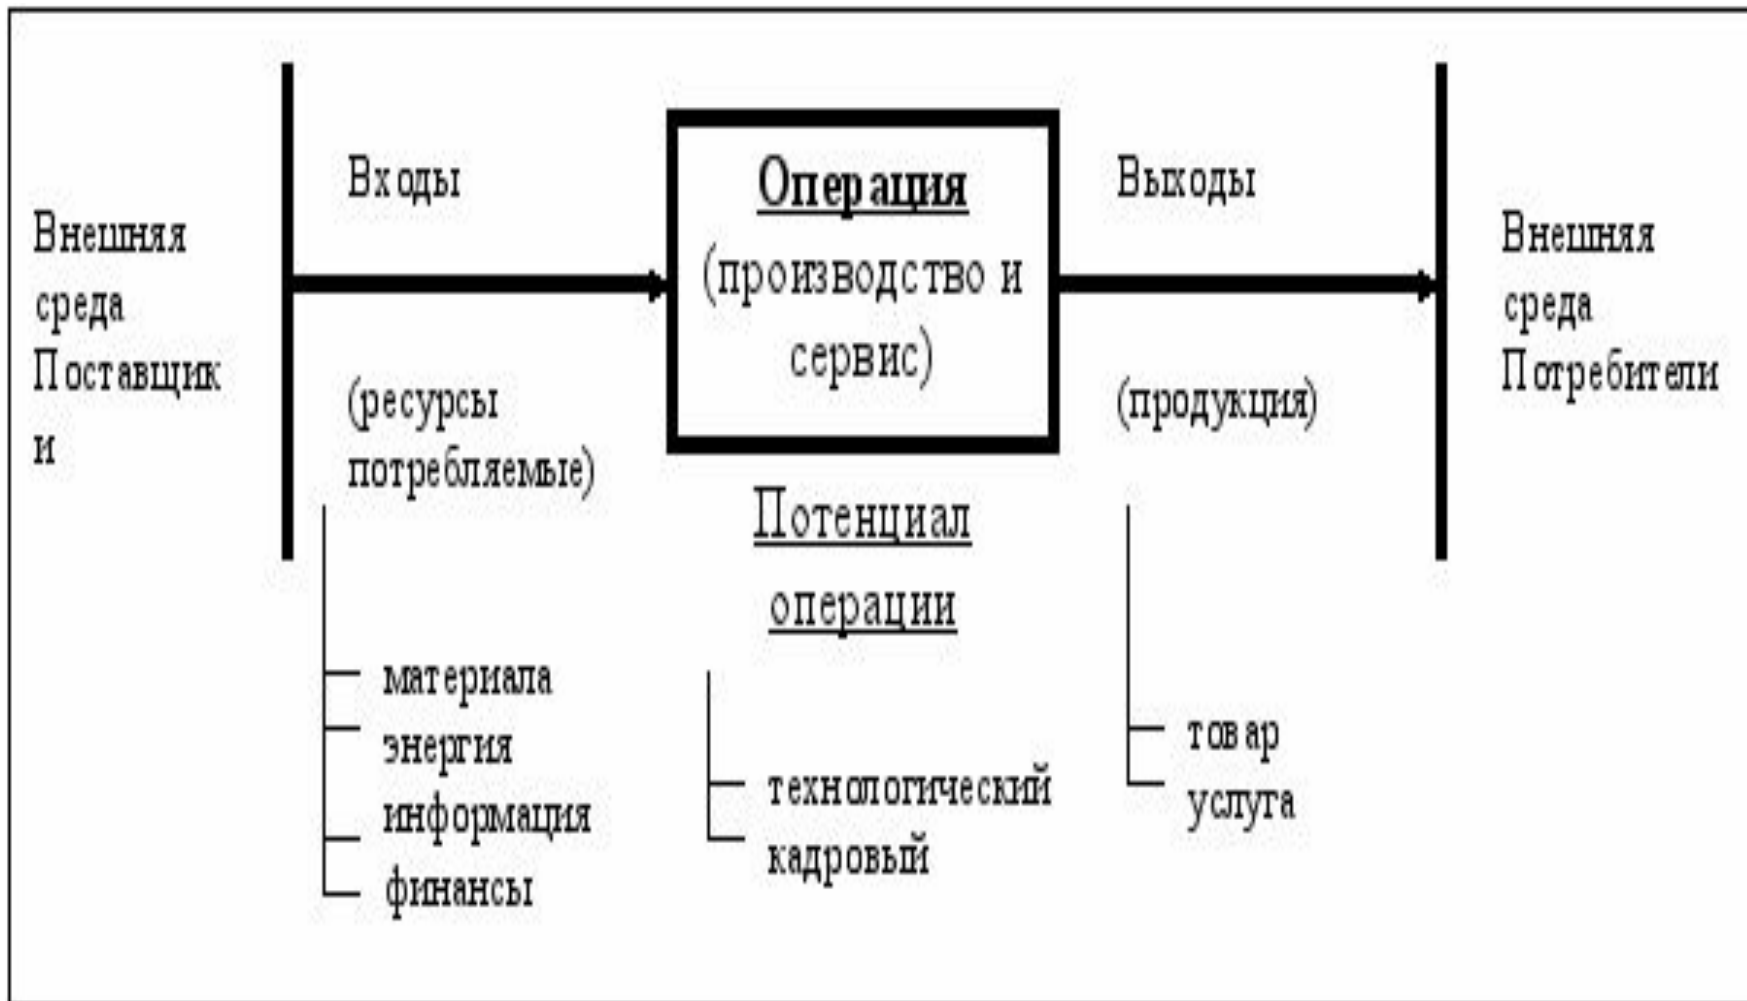 Внешняя
среда
Поставщик
и
Входы
(ресурсы
потребляемые)
материала
энергия
информация
финансы
Операция
(производство и
сервис)
Потенциал
операции
технологический
кадровый
Выходы
(продукция)
товар
услуга
Внешняя
среда
Потребители